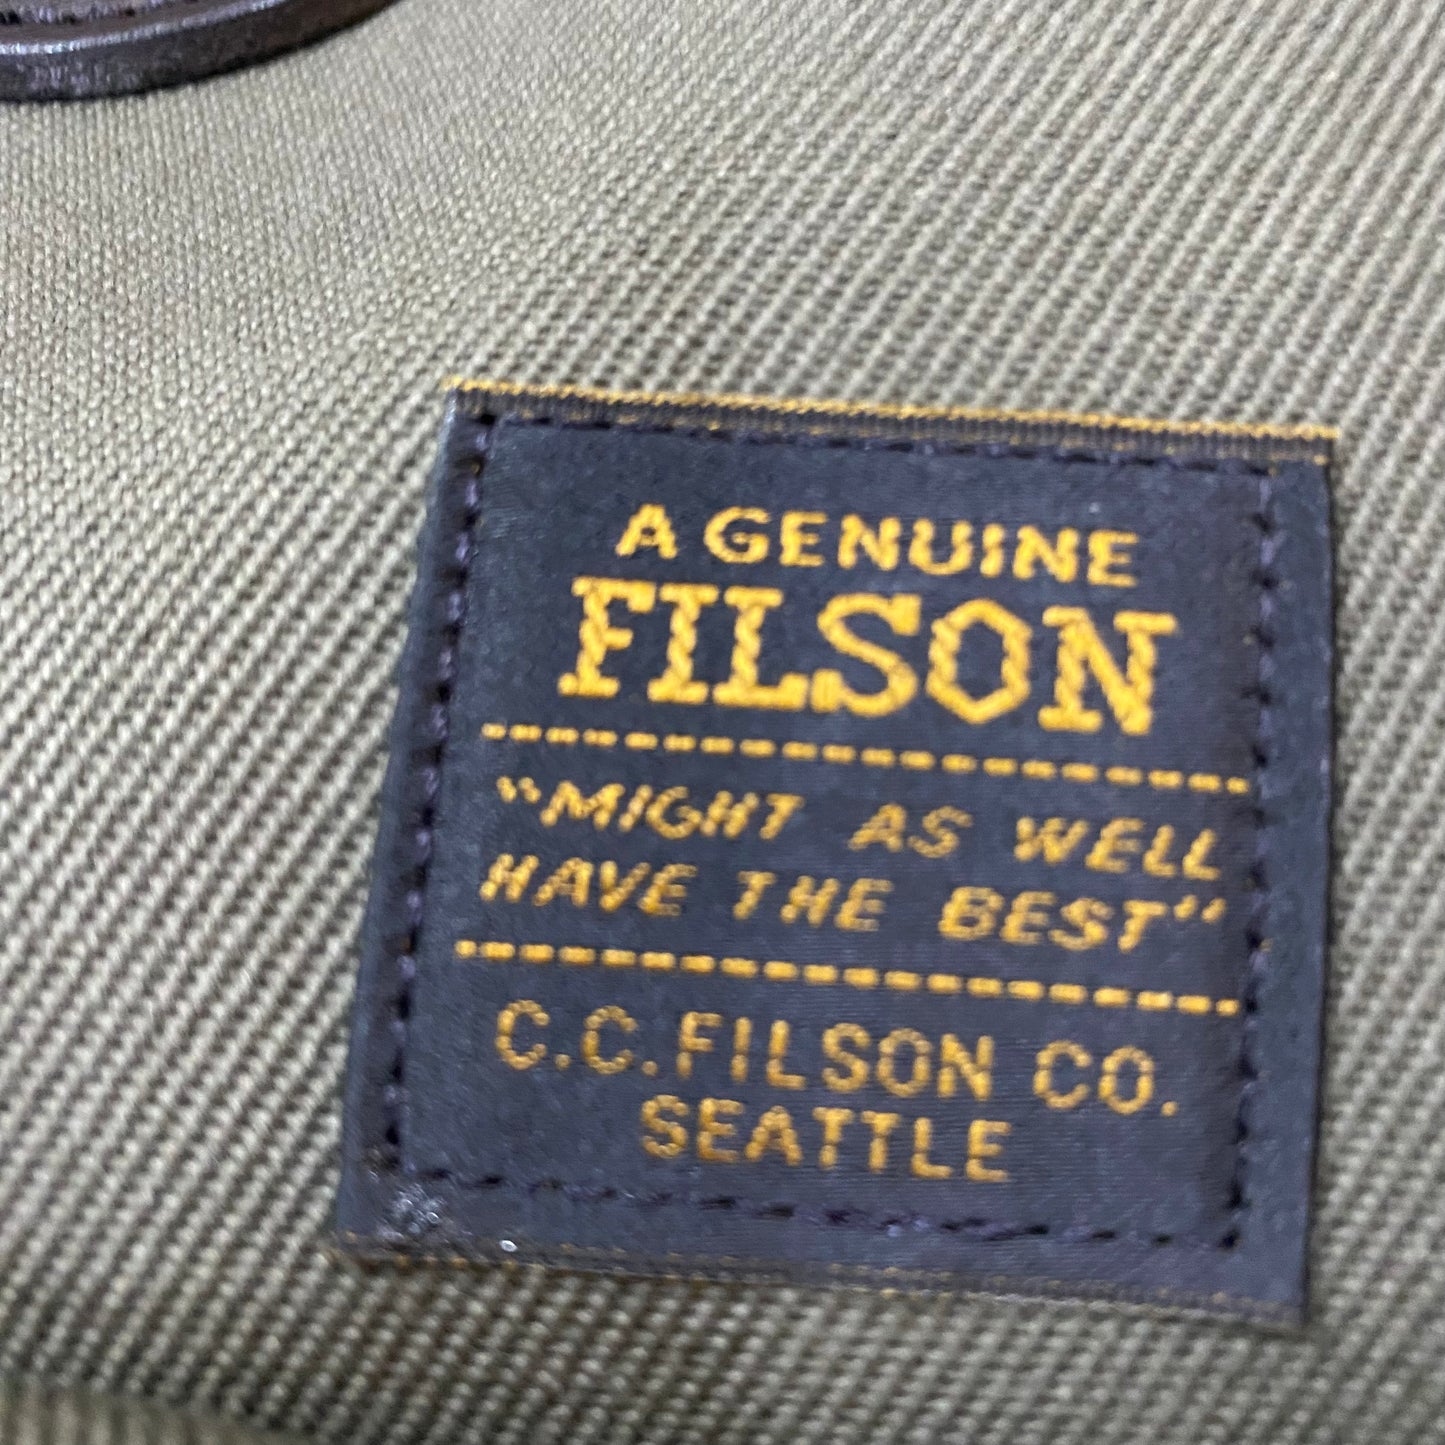 A GENUINE
FILSON
"MIGHT AS WELL
HAVE THE BEST"
C.C.FILSON CO.
SEATTLE